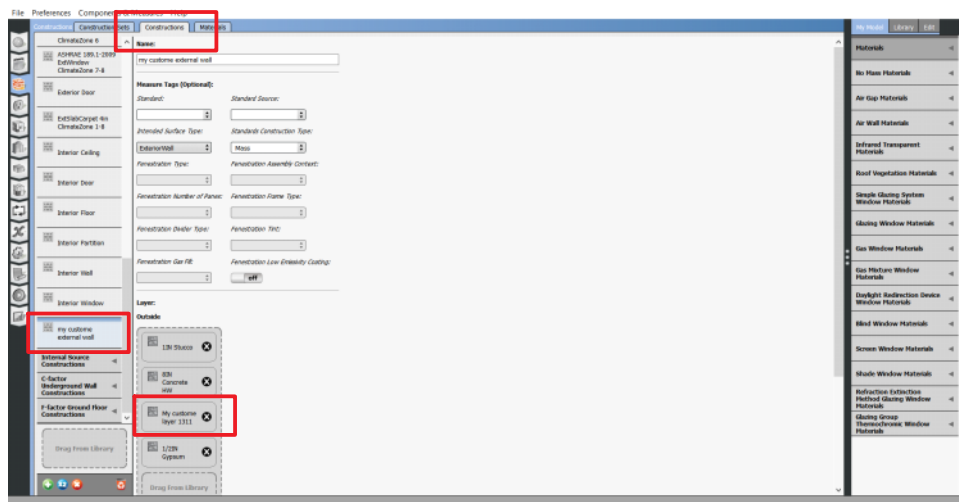 File Preferences Components & Measures Help
Constructions Construction Sets Constructions Materials
My Model Library Edit
ClimateZone 6
ASHRAE 189.1-2009
ExtWindow
ClimateZone 7-8
Exterior Door
ExtSlabCarpet 4in
ClimateZone 1-8
Interior Ceiling
Interior Door
Interior Floor
Interior Partition
Interior Wall
Interior Window
my custome
external wall
Internal Source
Constructions
C-factor
Underground Wall
Constructions
F-factor Ground Floor
Constructions
Drag From Library
Name:
my custome external wall
Measure Tags (Optional):
Standard: Standard Source:
Intended Surface Type: Standards Construction Type:
ExteriorWall Mass
Fenestration Type: Fenestration Assembly Context:
Fenestration Number of Panes: Fenestration Frame Type:
Fenestration Divider Type: Fenestration Tint:
Fenestration Gas Fill: Fenestration Low Emissivity Coating:
off
Layer:
Outside
1IN Stucco
8IN
Concrete
HW
My custome
layer 1311
1/2IN
Gypsum
Drag From Library
Materials
No Mass Materials
Air Gap Materials
Air Wall Materials
Infrared Transparent
Materials
Roof Vegetation Materials
Simple Glazing System
Window Materials
Glazing Window Materials
Gas Window Materials
Gas Mixture Window
Materials
Daylight Redirection Device
Window Materials
Blind Window Materials
Screen Window Materials
Shade Window Materials
Refraction Extinction
Method Glazing Window
Materials
Glazing Group
Thermochromic Window
Materials